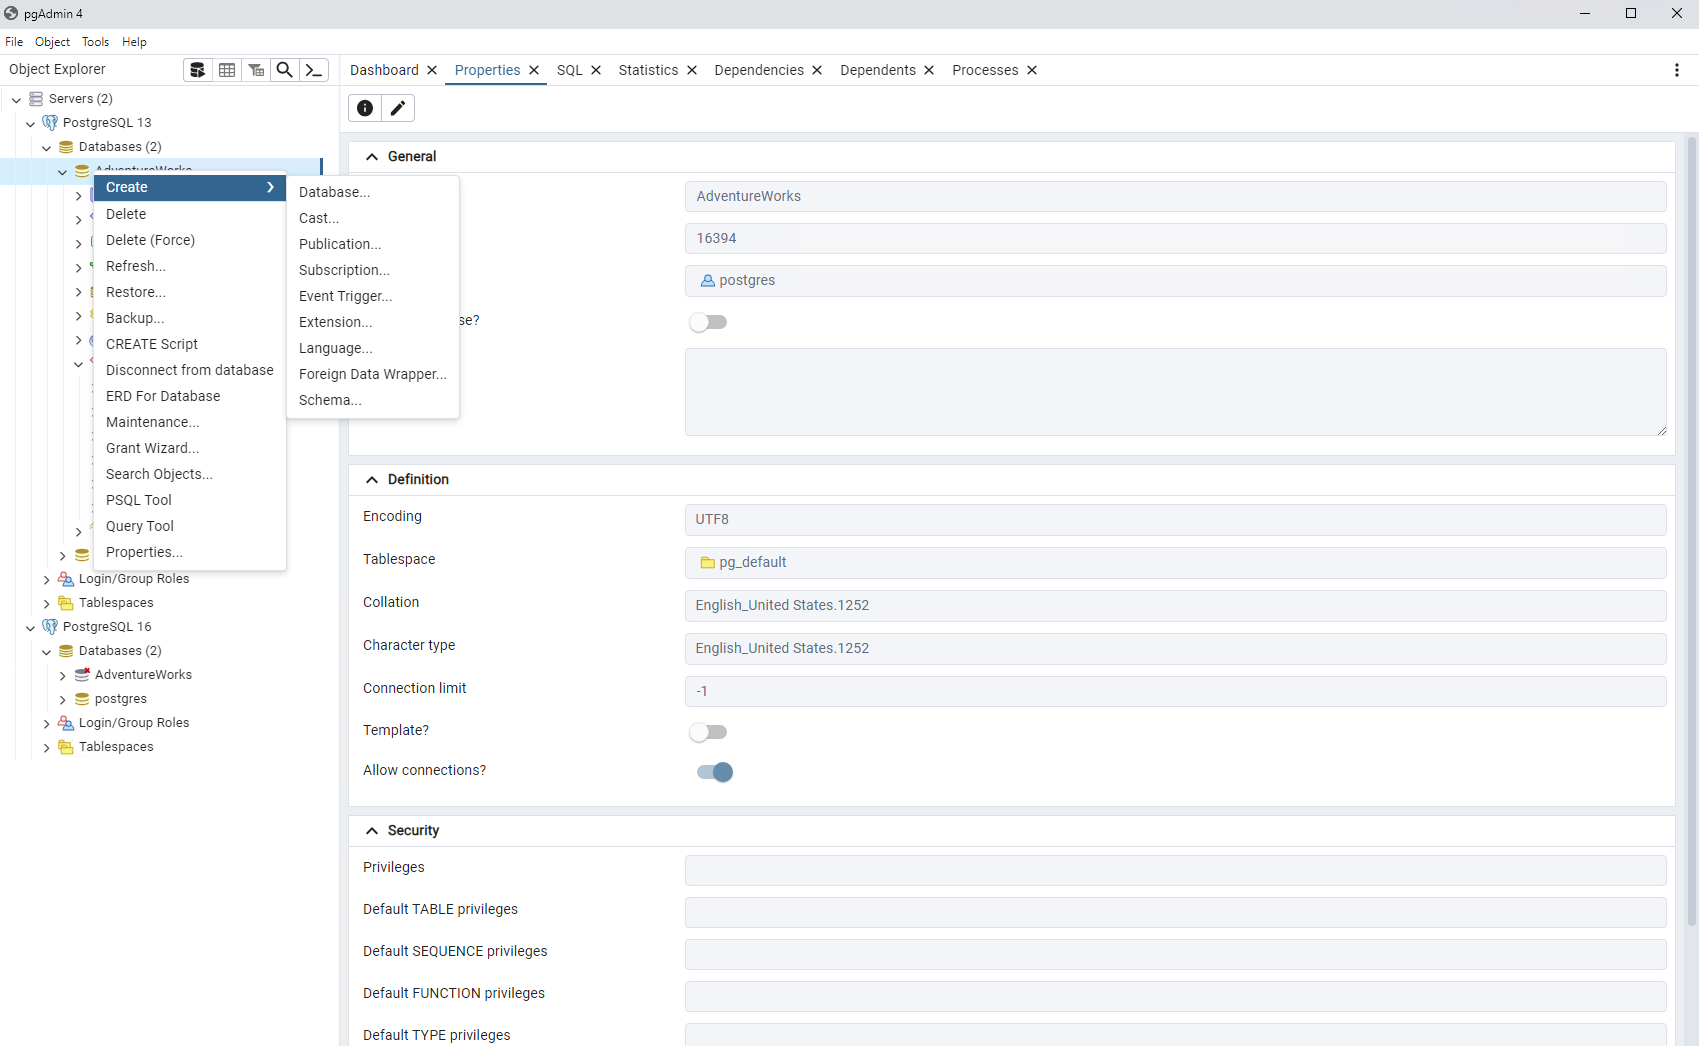 pgAdmin 4
File Object Tools Help
Object Explorer
Dashboard Properties SQL Statistics Dependencies Dependents Processes
Servers (2)
PostgreSQL 13
Databases (2)
AdventureWorks
Create
Delete
Delete (Force)
Refresh...
Restore...
Backup...
CREATE Script
Disconnect from database
ERD For Database
Maintenance...
Grant Wizard...
Search Objects...
PSQL Tool
Query Tool
Properties...
Database...
Cast...
Publication...
Subscription...
Event Trigger...
Extension...
Language...
Foreign Data Wrapper...
Schema...
Login/Group Roles
Tablespaces
PostgreSQL 16
Databases (2)
AdventureWorks
postgres
Login/Group Roles
Tablespaces
General
AdventureWorks
16394
postgres
se?
Definition
Encoding UTF8
Tablespace pg_default
Collation English_United States.1252
Character type English_United States.1252
Connection limit -1
Template?
Allow connections?
Security
Privileges
Default TABLE privileges
Default SEQUENCE privileges
Default FUNCTION privileges
Default TYPE privileges